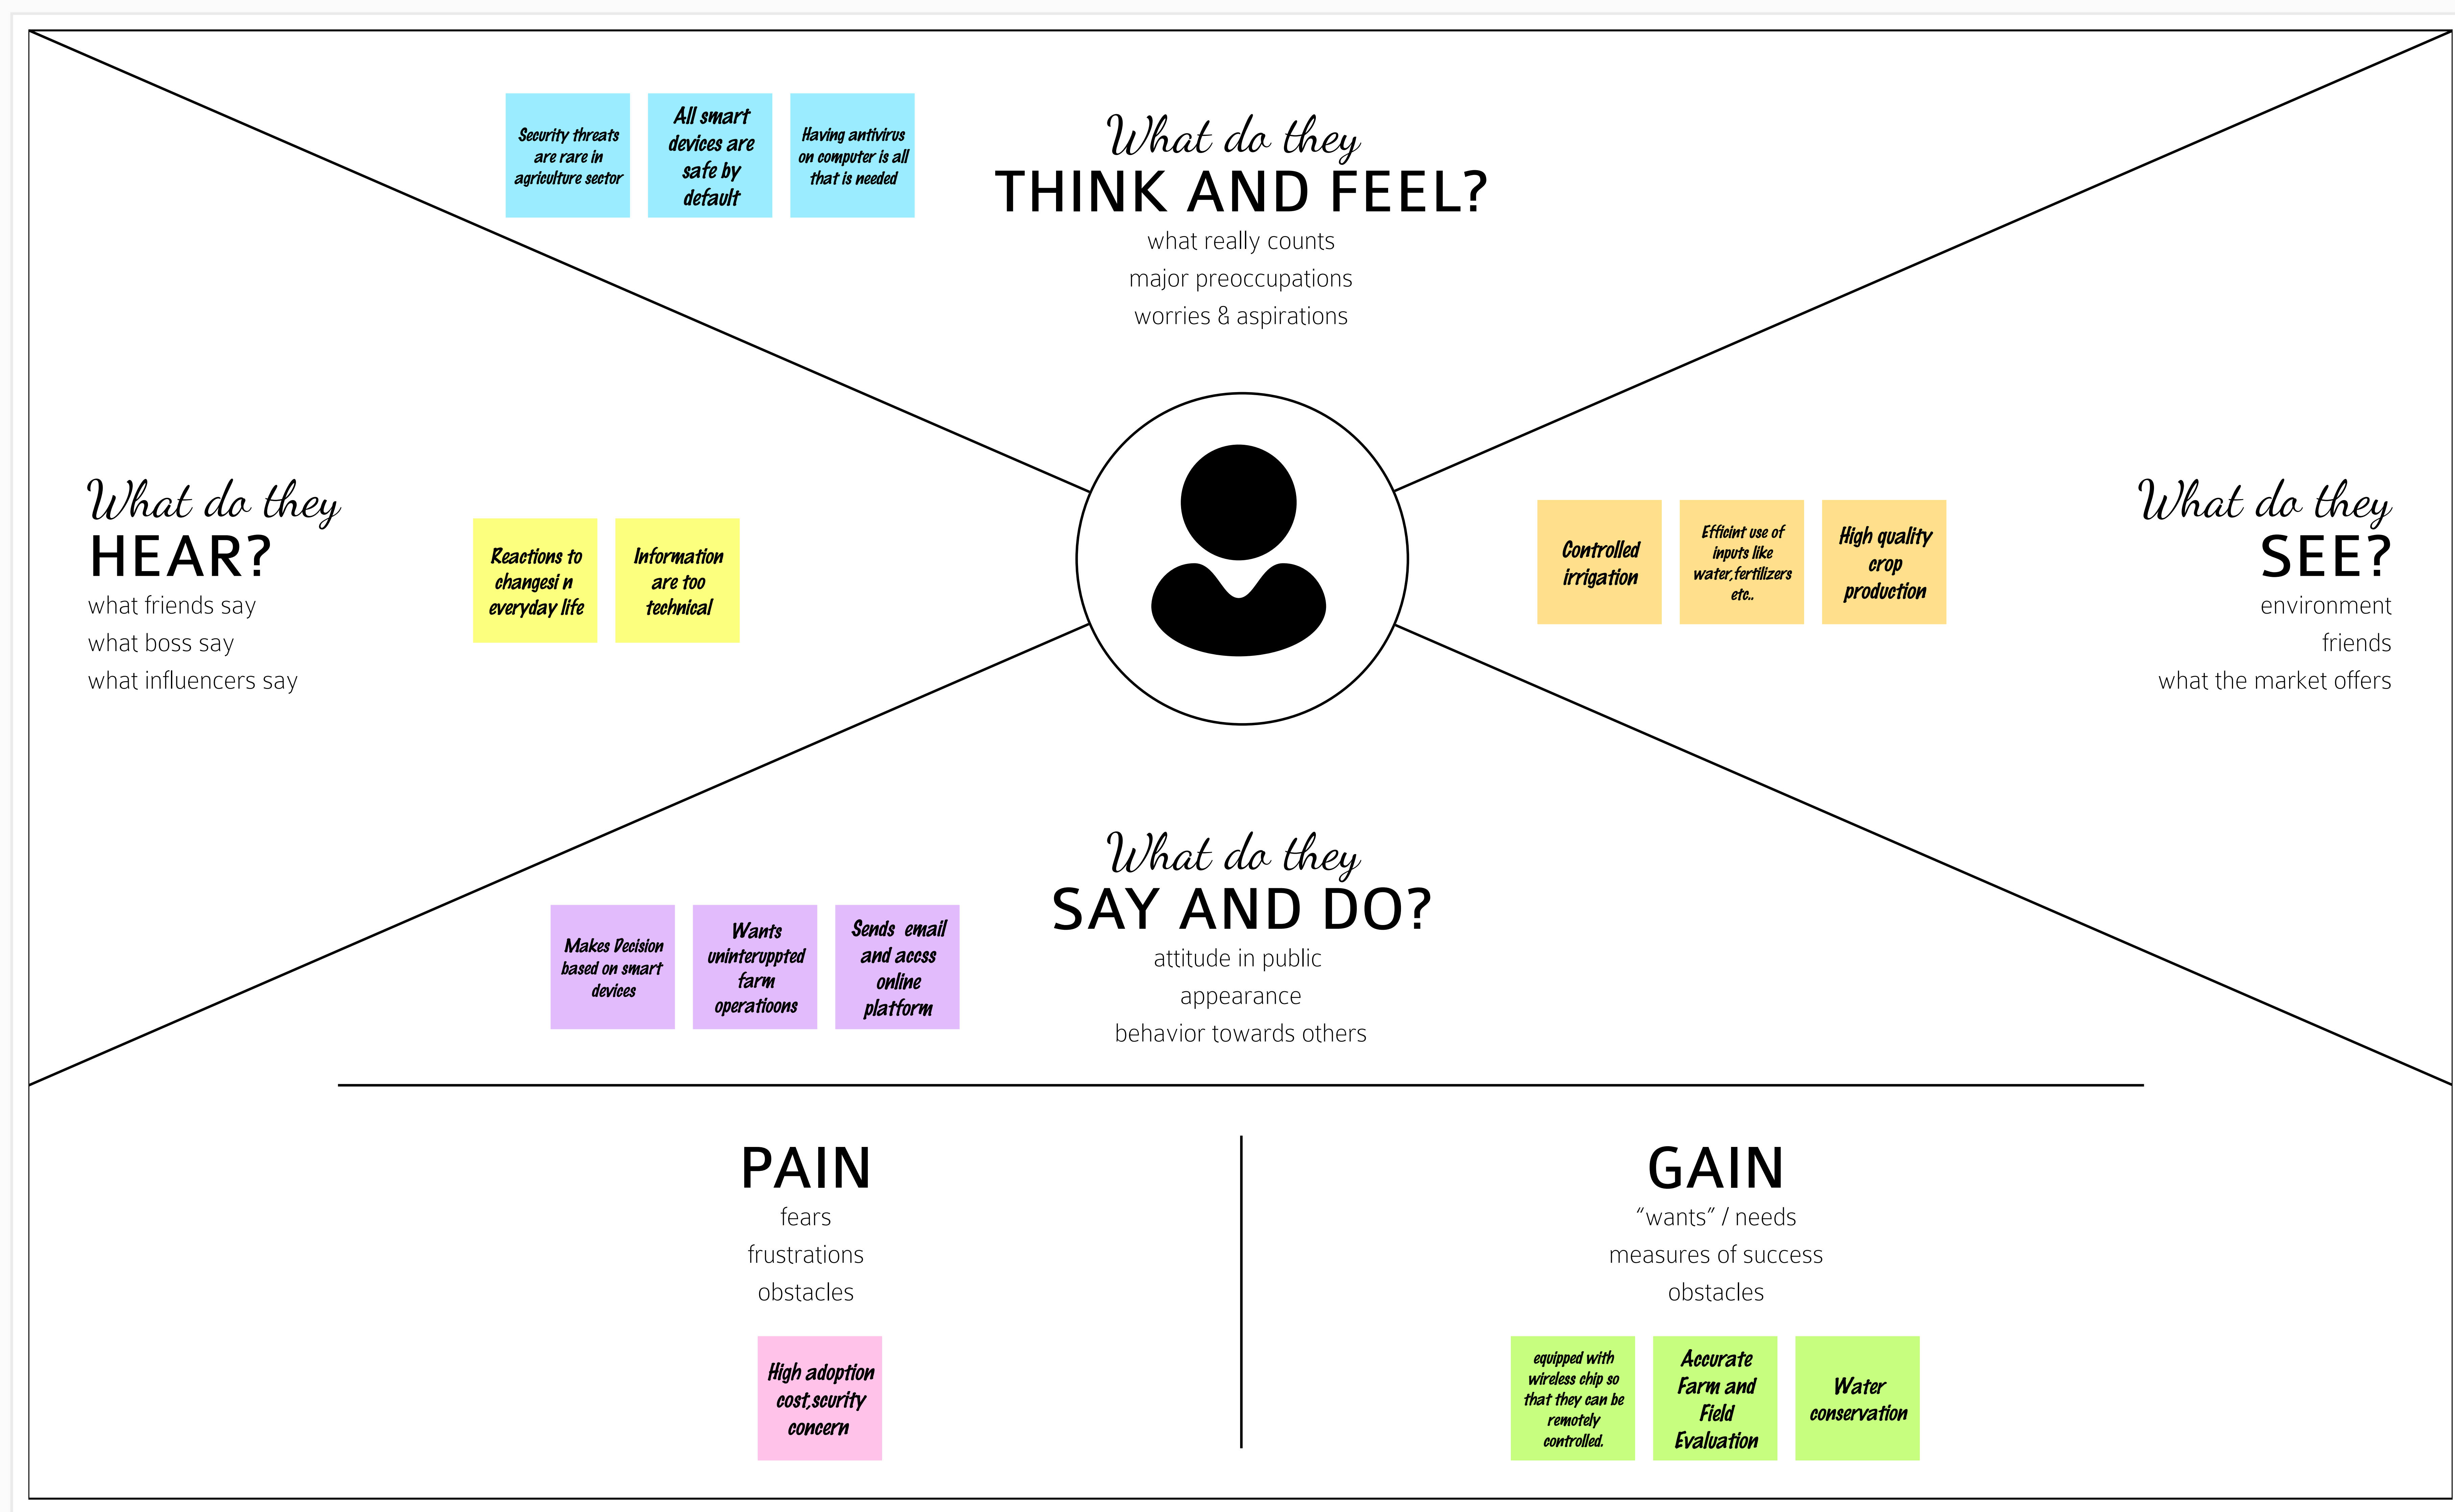 Security threats
are rare in
agriculture sector
All smart
devices are
safe by
default
Having antivirus
on computer is all
that is needed
What do they
THINK AND FEEL?
what really counts
major preoccupations
worries & aspirations
What do they
HEAR?
what friends say
what boss say
what influencers say
Reactions to
changesi n
everyday life
Information
are too
technical
Controlled
irrigation
Efficint use of
inputs like
water,fertilizers
etc..
High quality
crop
production
What do they
SEE?
environment
friends
what the market offers
Makes Decision
based on smart
devices
Wants
uninteruppted
farm
operatioons
Sends email
and accss
online
platform
What do they
SAY AND DO?
attitude in public
appearance
behavior towards others
PAIN
fears
frustrations
obstacles
High adoption
cost,scurity
concern
GAIN
“wants” / needs
measures of success
obstacles
equipped with
wireless chip so
that they can be
remotely
controlled.
Accurate
Farm and
Field
Evaluation
Water
conservation